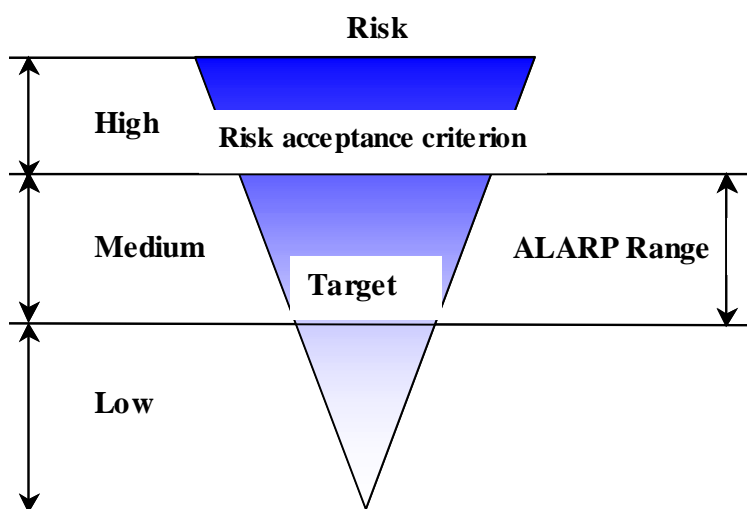 Risk
High
Risk acceptance criterion
Medium
ALARP Range
Target
Low